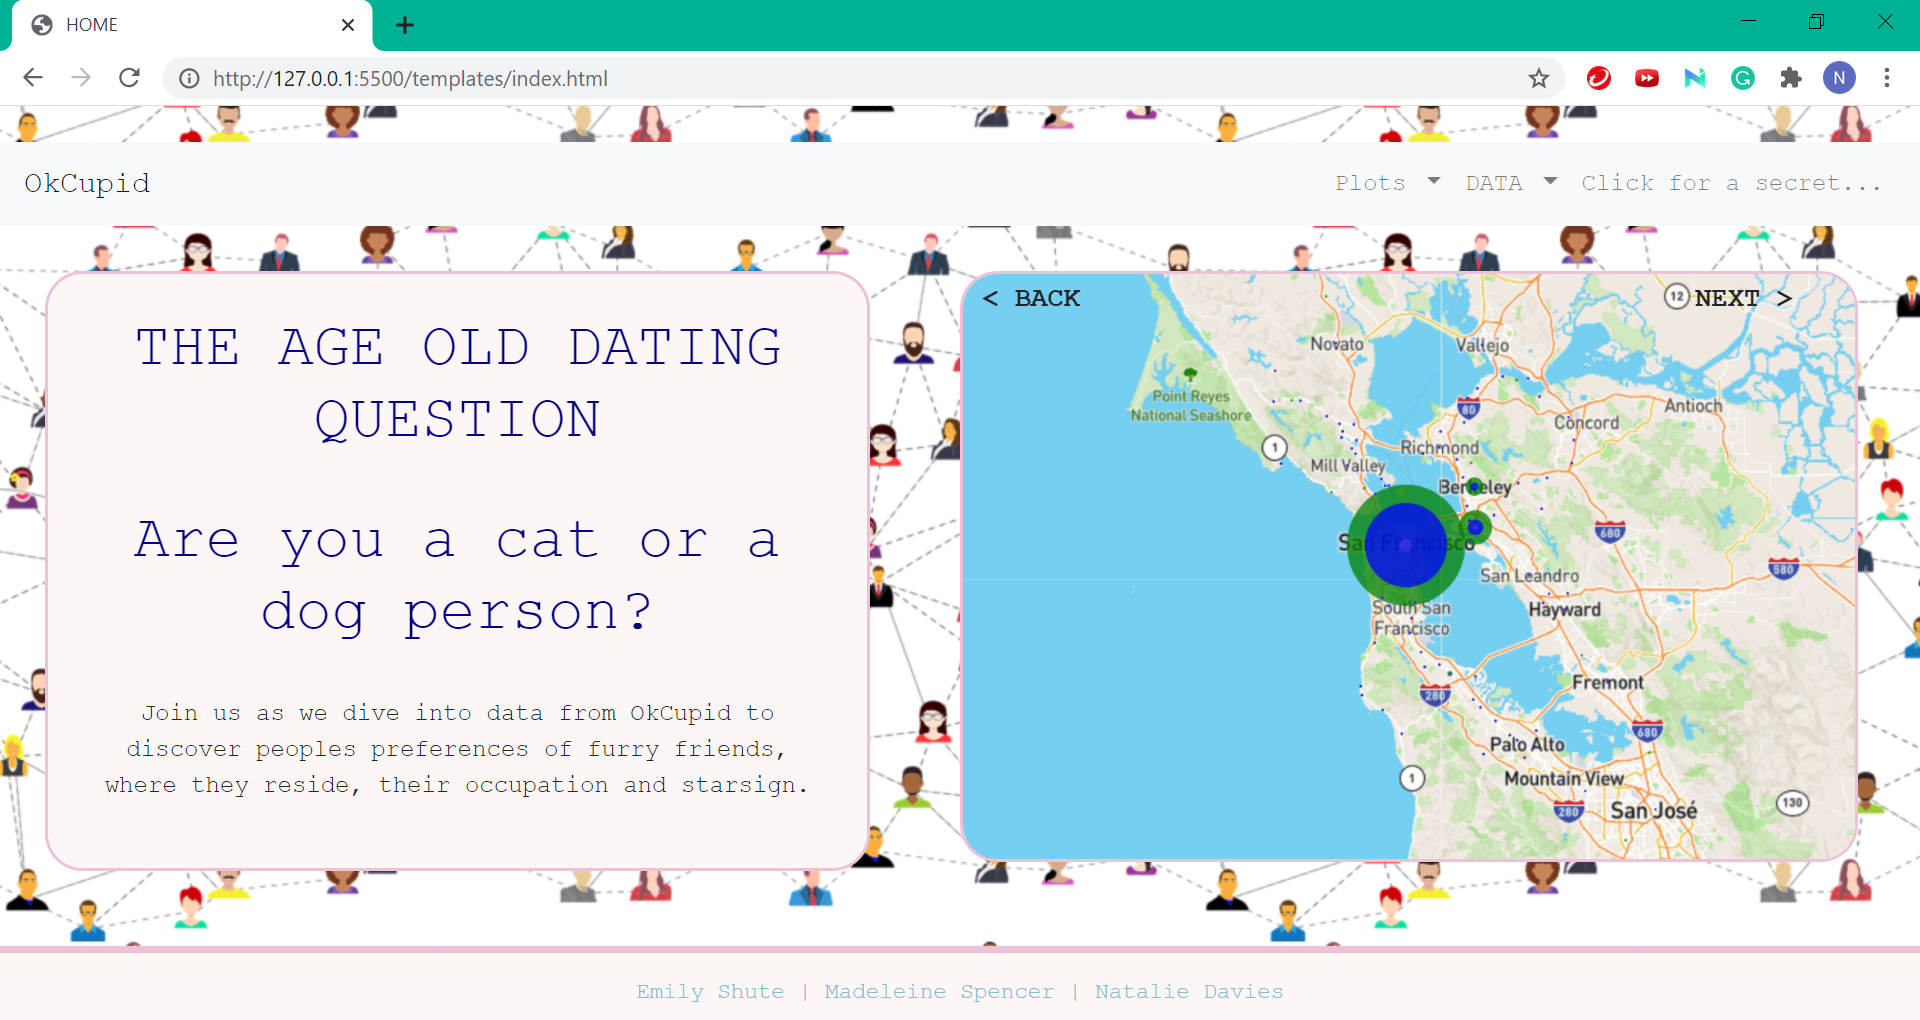 HOME
http://127.0.0.1:5500/templates/index.html
N
OkCupid
Plots DATA Click for a secret...
THE AGE OLD DATING
QUESTION
Are you a cat or a
dog person?
Join us as we dive into data from OkCupid to
discover peoples preferences of furry friends,
where they reside, their occupation and starsign.
< BACK
12
NEXT >
Novato
Vallejo
Point Reyes
National Seashore
80
Antioch
Concord
1
Richmond
Mill Valley
Berkeley
680
San Francisco
580
San Leandro
Hayward
South San
Francisco
Fremont
280
680
Palo Alto
Mountain View
1
San José
280
130
Emily Shute | Madeleine Spencer | Natalie Davies